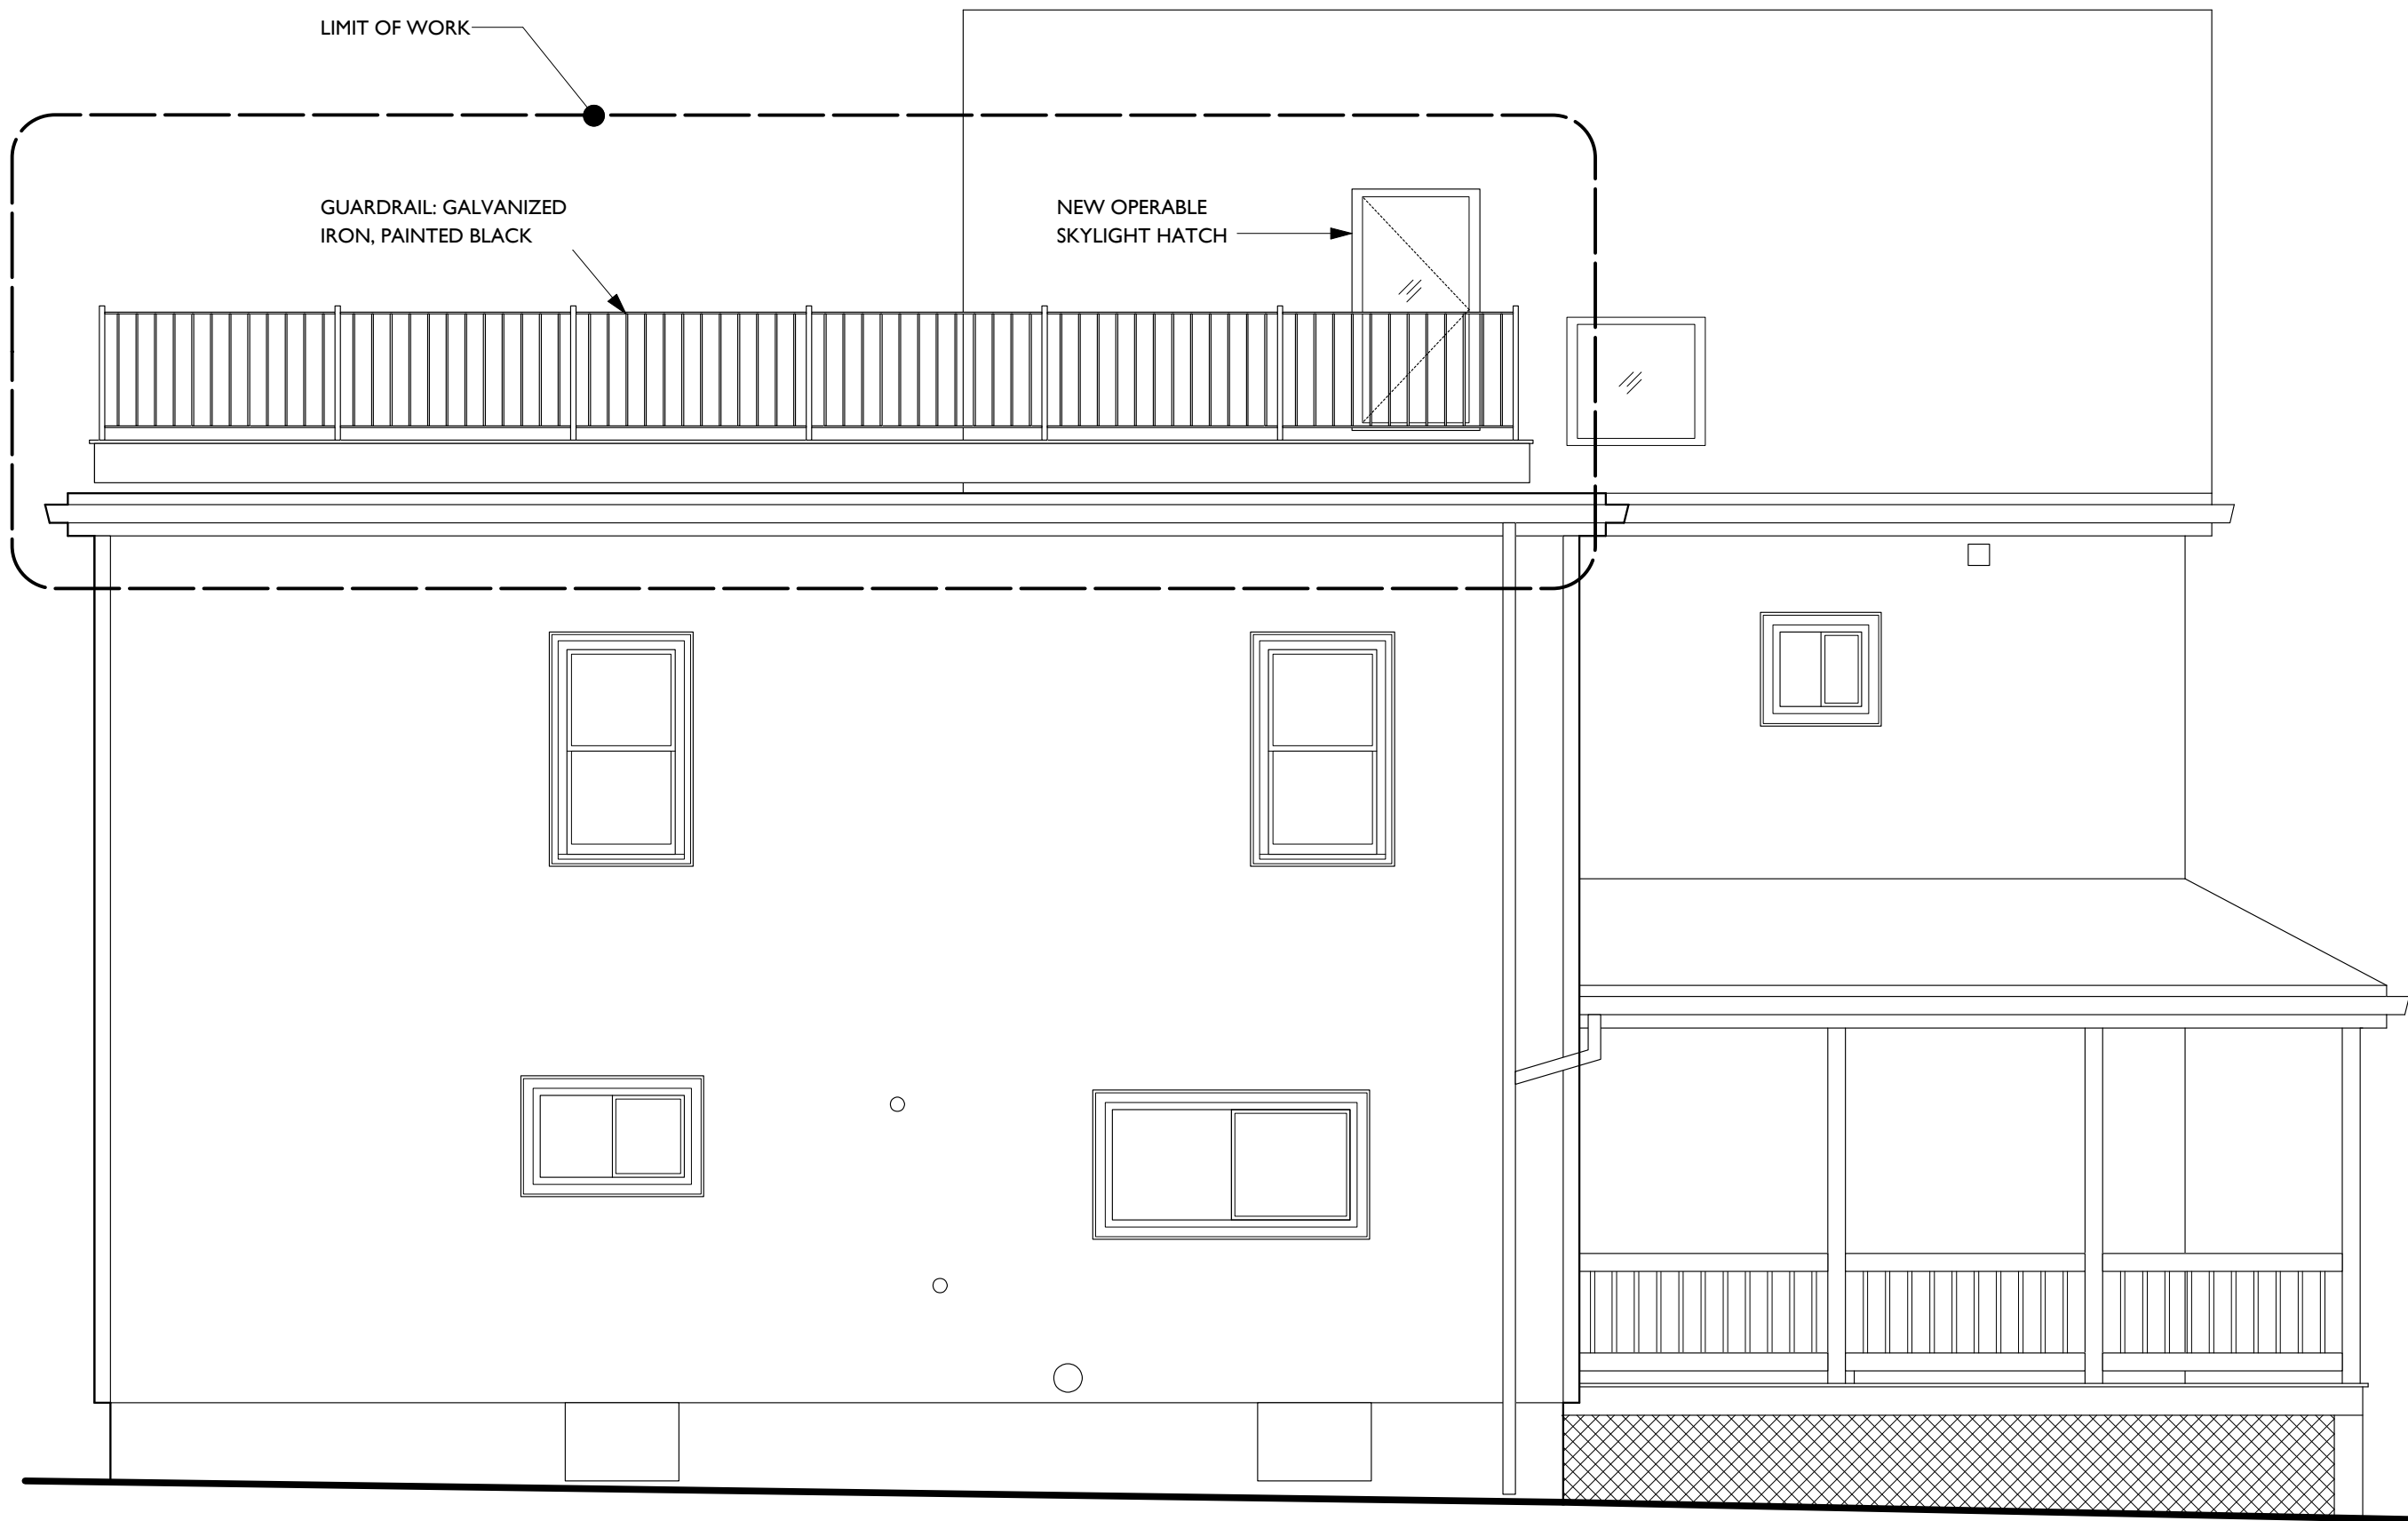 LIMIT OF WORK
GUARDRAIL: GALVANIZED
IRON, PAINTED BLACK
NEW OPERABLE
SKYLIGHT HATCH